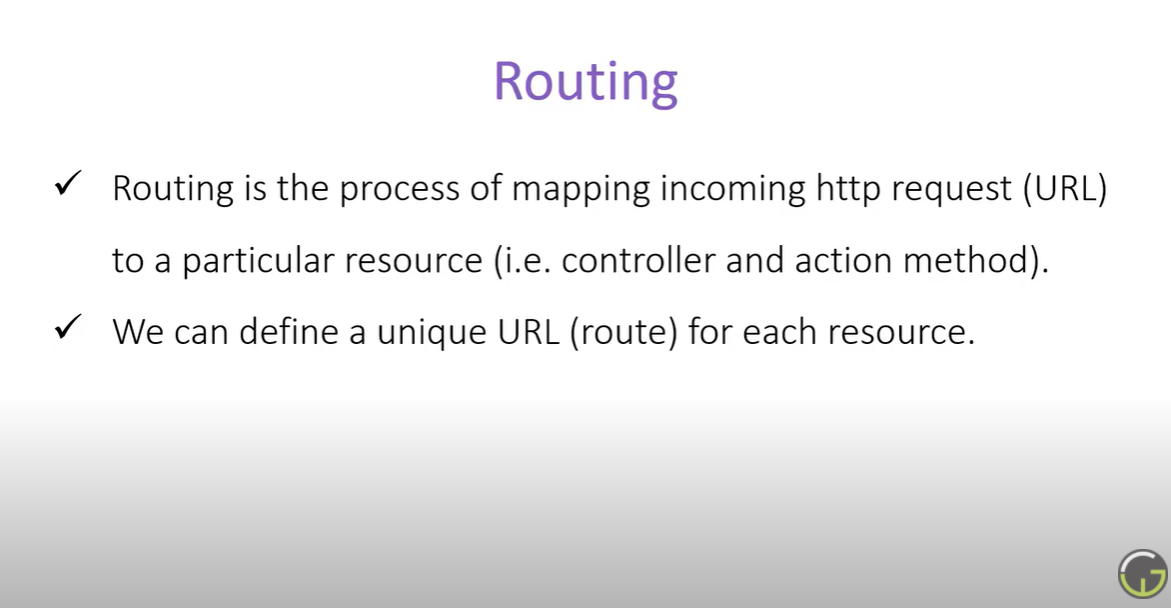 Routing
✓ Routing is the process of mapping incoming http request (URL)
to a particular resource (i.e. controller and action method).
✓ We can define a unique URL (route) for each resource.